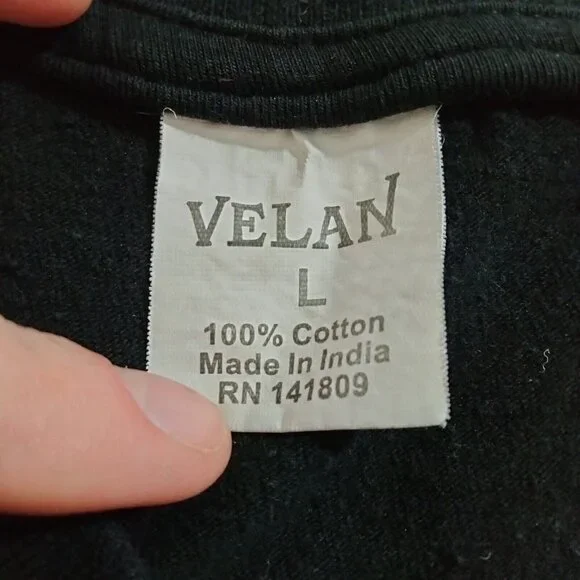 VELAN
L
100% Cotton
Made In India
RN 141809